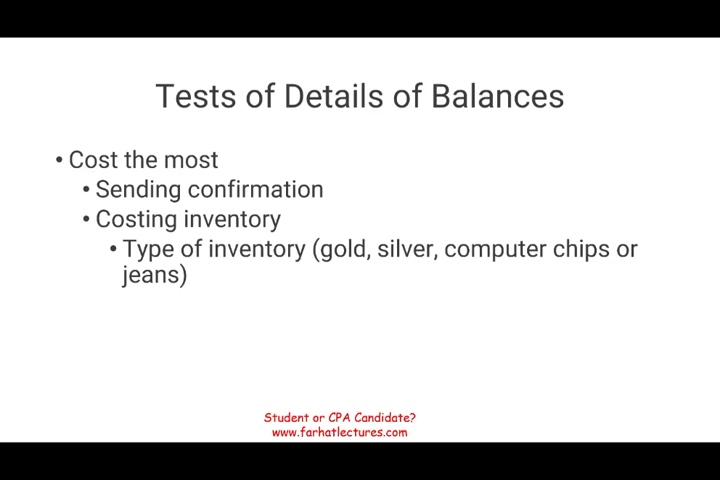 Tests of Details of Balances
• Cost the most
• Sending confirmation
• Costing inventory
• Type of inventory (gold, silver, computer chips or
jeans)
Student or CPA Candidate?
www.farhatlectures.com